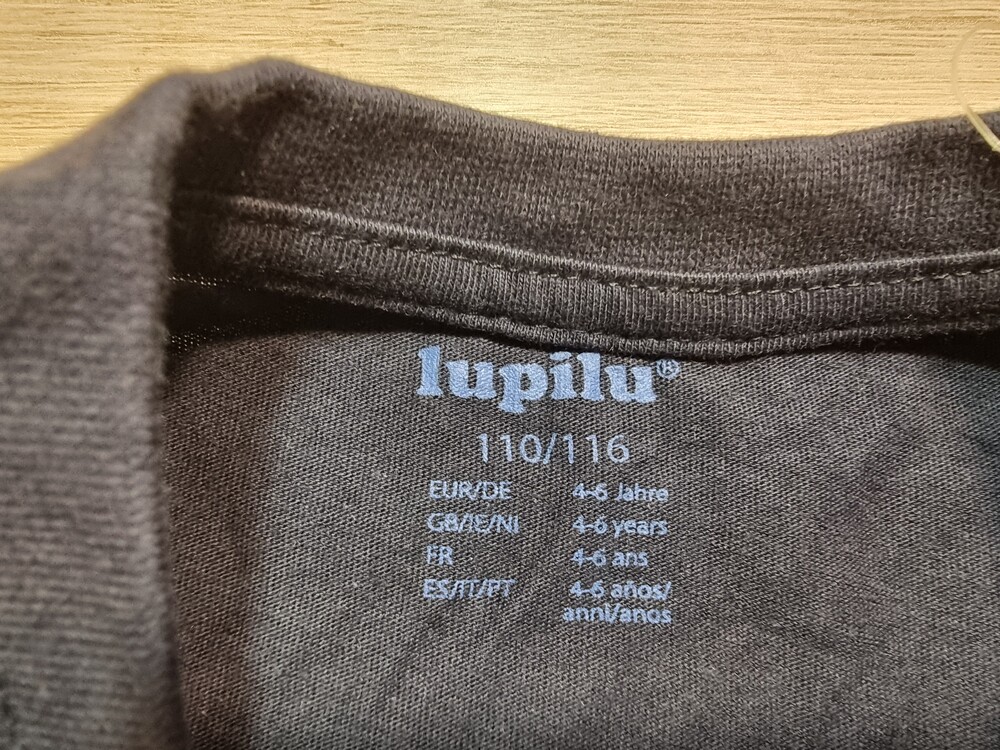 lupilu®
110/116
EUR/DE 4-6 Jahre
GB/IE/NI 4-6 years
FR 4-6 ans
ES/IT/PT 4-6 años/
anni/anos